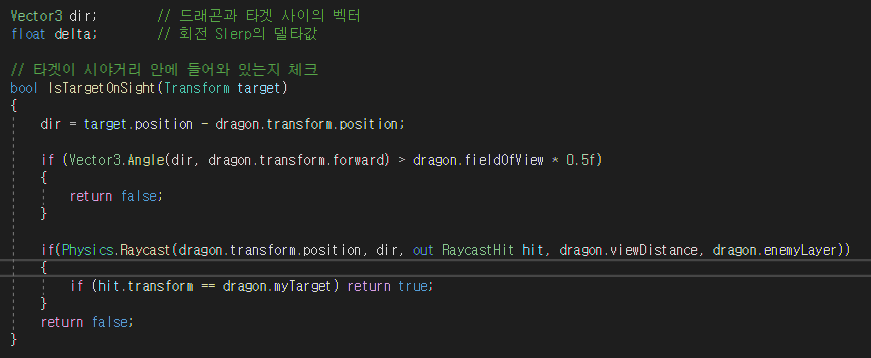 Vector3 dir;        // 드래곤과 타겟 사이의 벡터
float delta;        // 회전 Slerp의 델타값

// 타겟이 시야거리 안에 들어와 있는지 체크
bool IsTargetOnSight(Transform target)
{
    dir = target.position - dragon.transform.position;

    if (Vector3.Angle(dir, dragon.transform.forward) > dragon.fieldOfView * 0.5f)
    {
        return false;
    }

    if(Physics.Raycast(dragon.transform.position, dir, out RaycastHit hit, dragon.viewDistance, dragon.enemyLayer))
    {
        if (hit.transform == dragon.myTarget) return true;
    }
    return false;
}